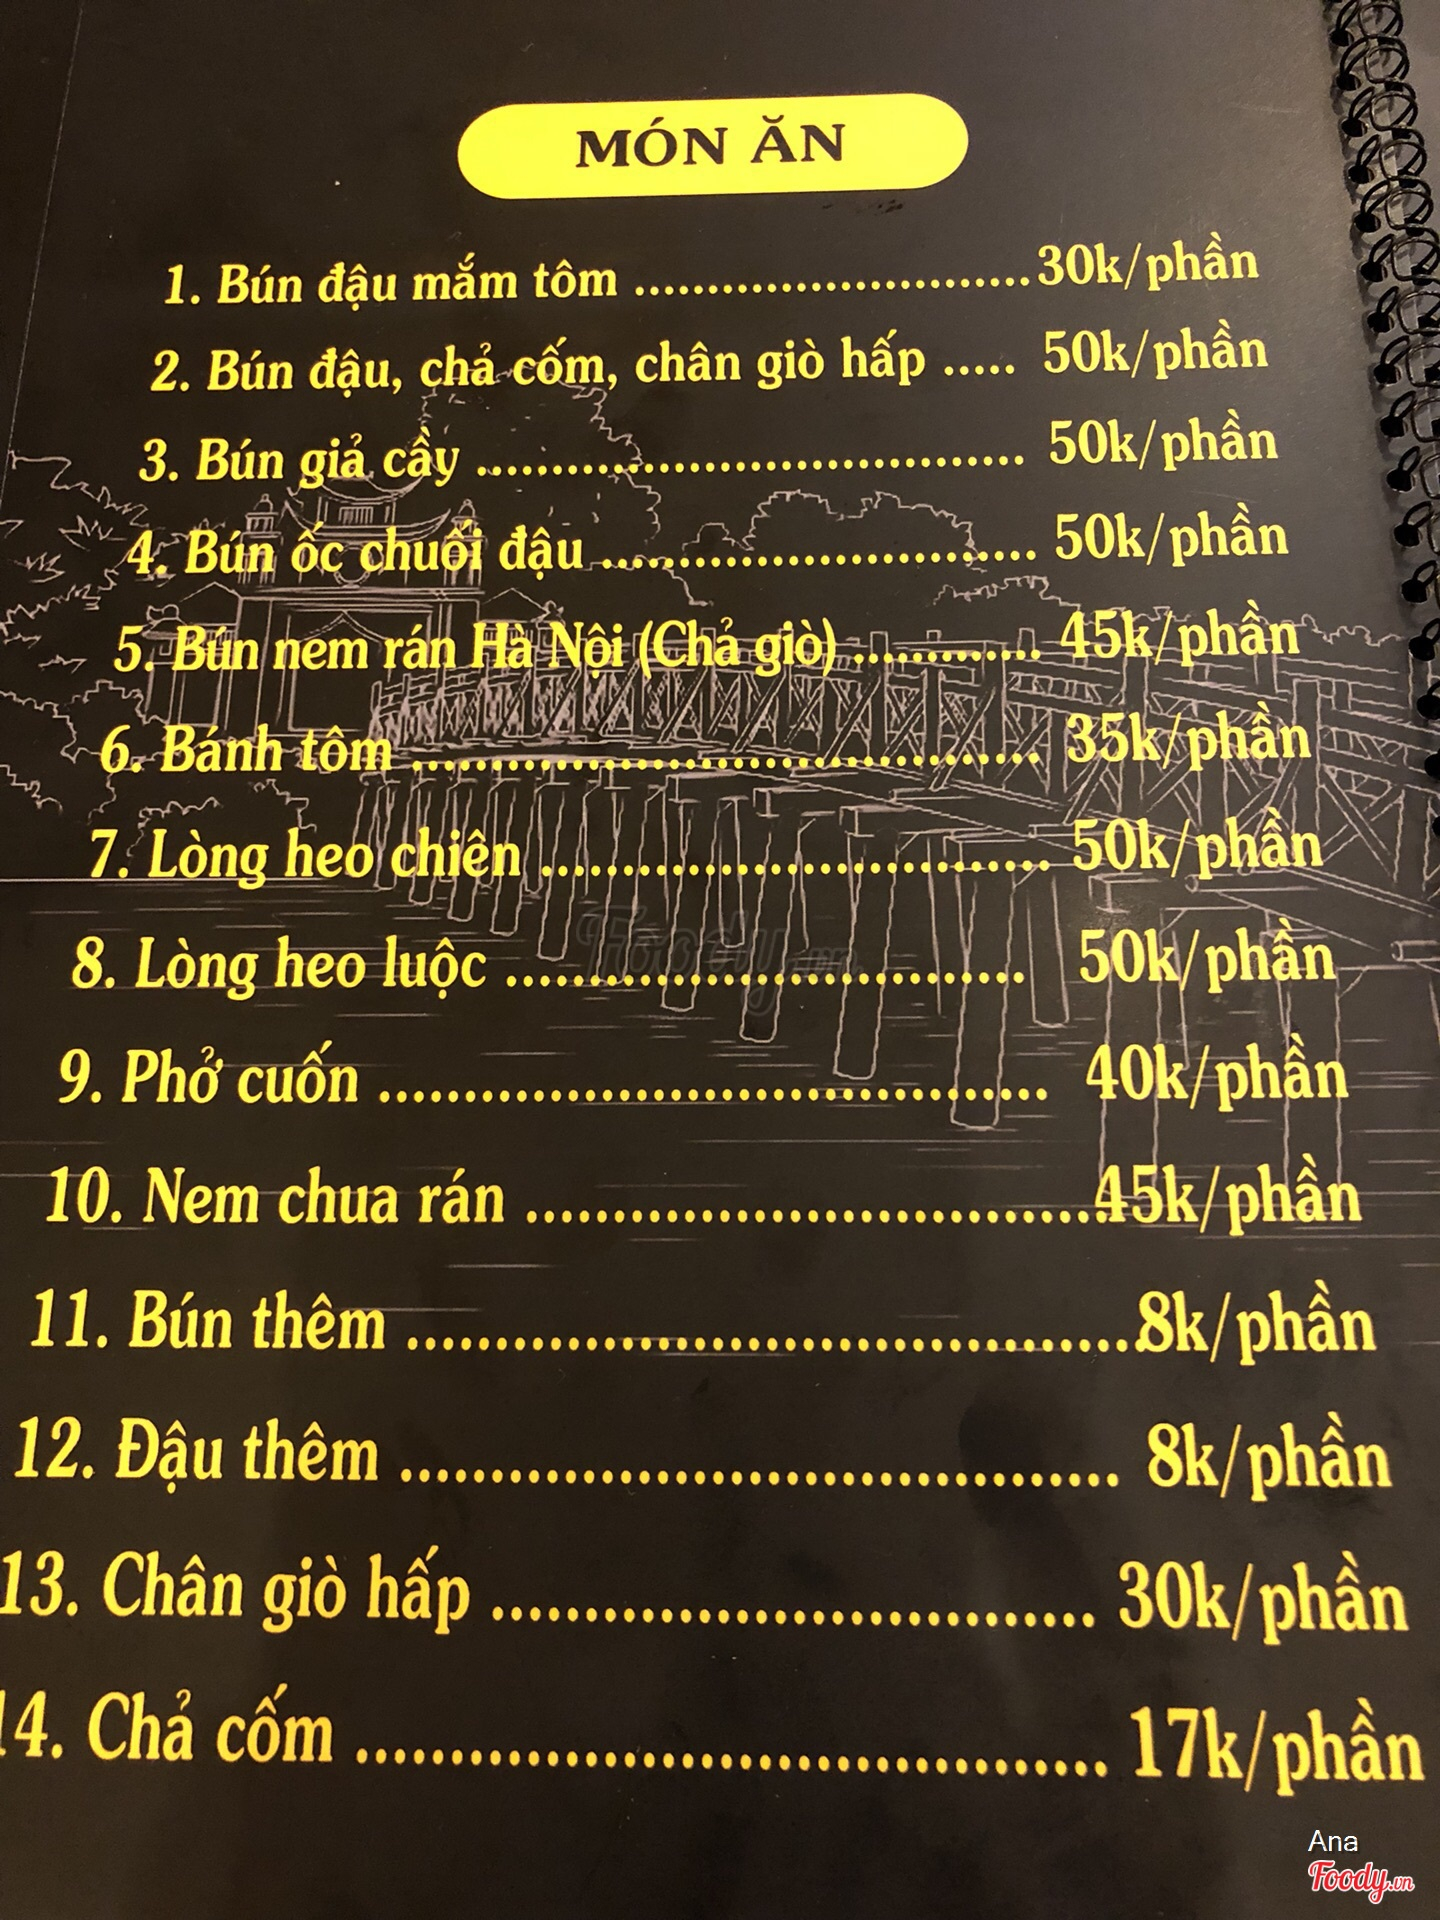 MÓN ĂN
1. Bún đậu mắm tôm ............................30k/phần
2. Bún đậu, chả cốm, chân giò hấp ..... 50k/phần
3. Bún giả cầy ..................................... 50k/phần
4. Bún ốc chuối đậu .............................. 50k/phần
5. Bún nem rán Hà Nội (Chả giò) ............. 45k/phần
6. Bánh tôm ........................................ 35k/phần
7. Lòng heo chiên ................................ 50k/phần
8. Lòng heo luộc ................................ 50k/phần
Foody.vn
9. Phở cuốn ........................................ 40k/phần
10. Nem chua rán ..................................45k/phần
11. Bún thêm ........................................8k/phần
12. Đậu thêm ....................................... 8k/phần
13. Chân giò hấp ................................ 30k/phần
14. Chả cốm ....................................... 17k/phần
Ana
Foody.vn